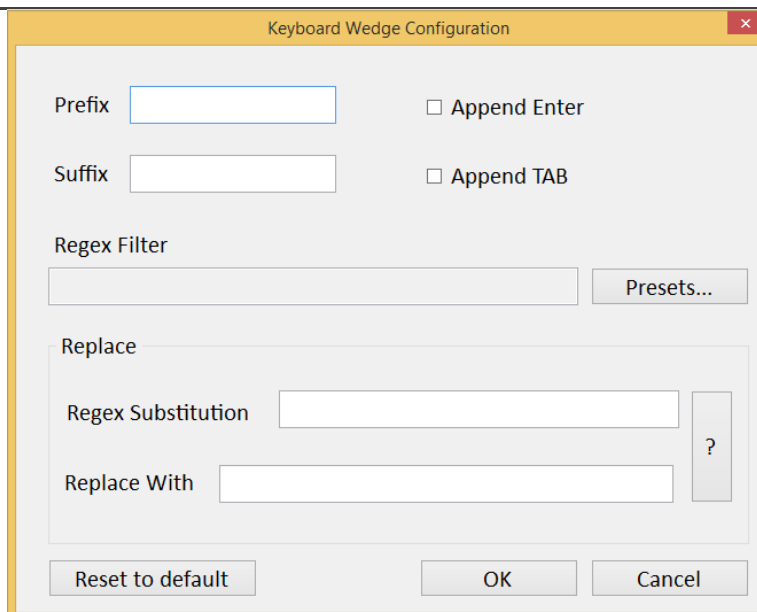 Keyboard Wedge Configuration
Prefix
Append Enter
Suffix
Append TAB
Regex Filter
Presets...
Replace
Regex Substitution
?
Replace With
Reset to default
OK
Cancel